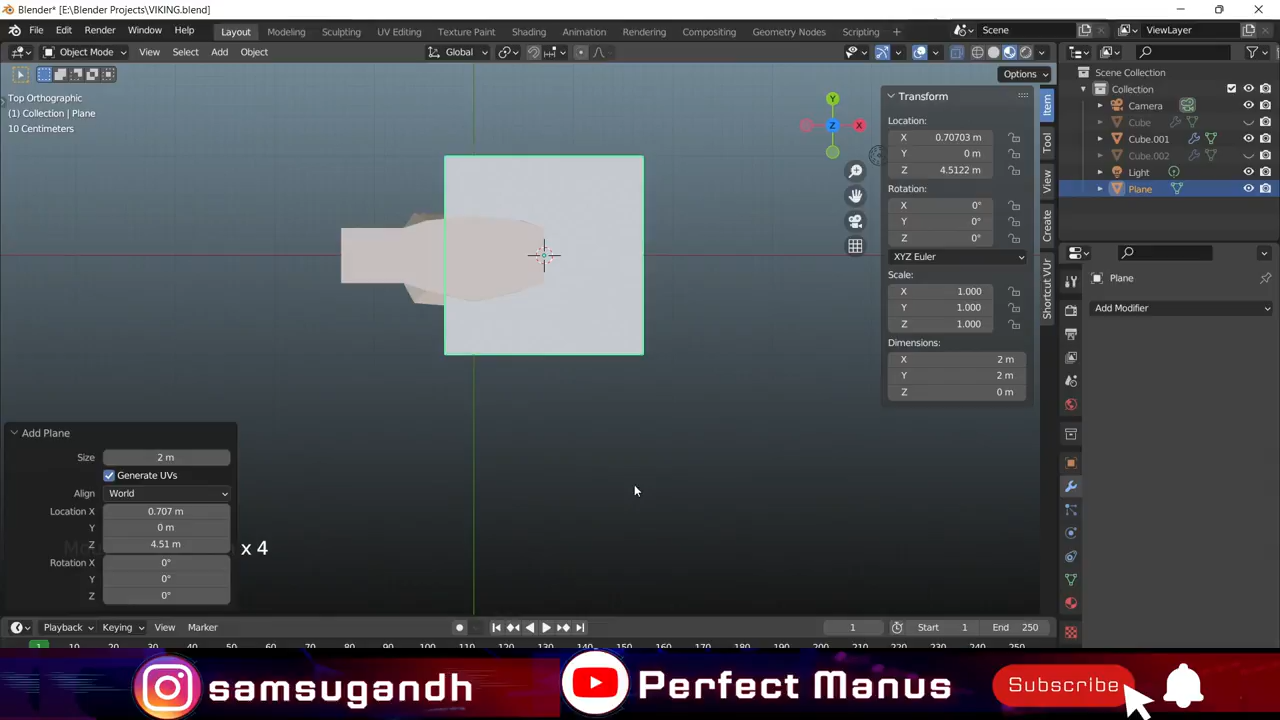 Blender* [E:\Blender Projects\VIKING.blend]
File Edit Render Window Help Layout Modeling Sculpting UV Editing Texture Paint Shading Animation Rendering Compositing Geometry Nodes Scripting + Scene ViewLayer
Object Mode View Select Add Object Global
Options
Top Orthographic
(1) Collection | Plane
10 Centimeters
Y
Z
X
Transform
Location:
X 0.70703 m
Y 0 m
Z 4.5122 m
Rotation:
X 0°
Y 0°
Z 0°
XYZ Euler
Scale:
X 1.000
Y 1.000
Z 1.000
Dimensions:
X 2 m
Y 2 m
Z 0 m
Item
Tool
View
Create
Shortcut VUr
Scene Collection
Collection
Camera
Cube
Cube.001
Cube.002
Light
Plane
Plane
Add Modifier
Add Plane
Size 2 m
Generate UVs
Align World
Location X 0.707 m
Y 0 m
Z 4.51 m
x 4
Rotation X 0°
Y 0°
Z 0°
Playback Keying View Marker 1 Start 1 End 250
1 10 20 30 40 50 60 70 80 90 100 110 120 130 140 150 160 170 180 190 200 210 220 230 240 250
samsugandh
Perfect Manus
Subscribe